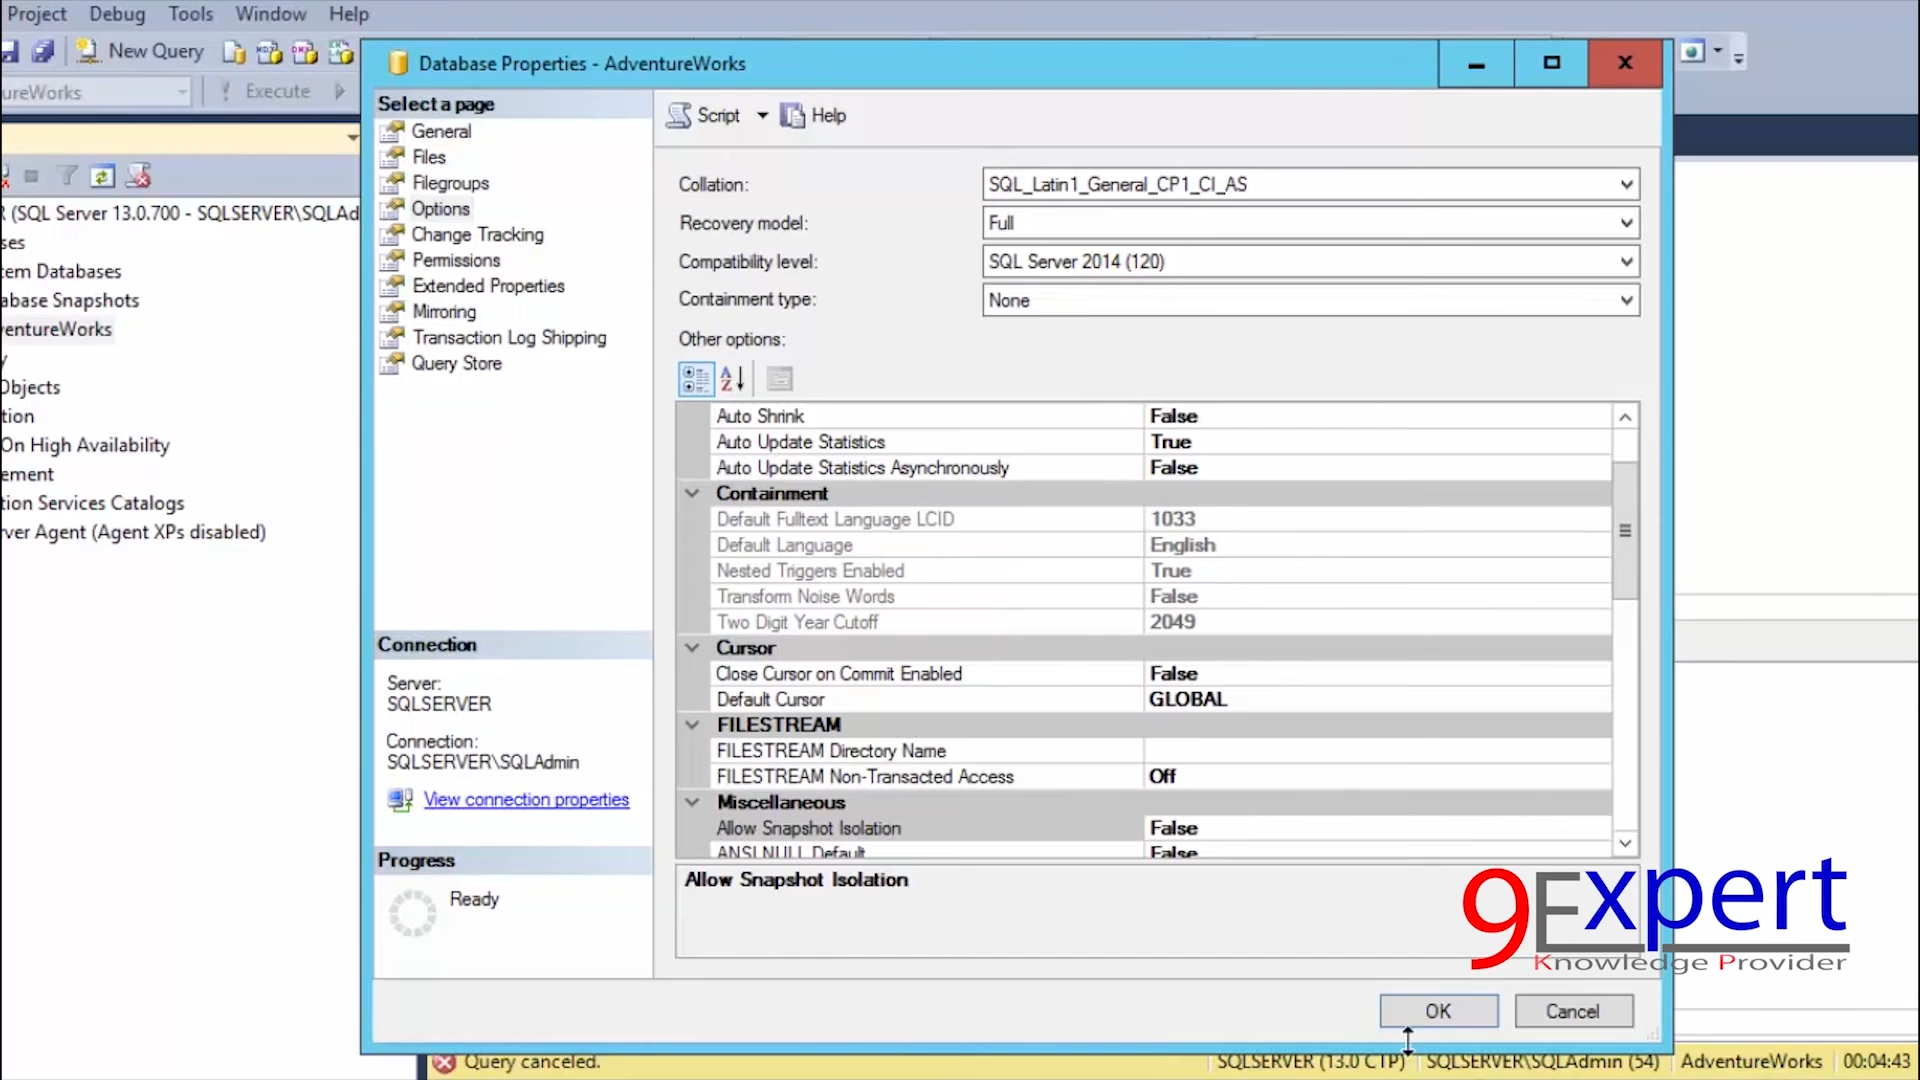 Project Debug Tools Window Help
New Query
ureWorks Execute
Database Properties - AdventureWorks
Select a page
General
Files
Filegroups
Options
Change Tracking
Permissions
Extended Properties
Mirroring
Transaction Log Shipping
Query Store
R (SQL Server 13.0.700 - SQLSERVER\SQLAd
ses
tem Databases
abase Snapshots
ventureWorks
y
Objects
tion
On High Availability
ement
tion Services Catalogs
ver Agent (Agent XPs disabled)
Connection
Server:
SQLSERVER
Connection:
SQLSERVER\SQLAdmin
View connection properties
Progress
Ready
Script Help
Collation: SQL_Latin1_General_CP1_CI_AS
Recovery model: Full
Compatibility level: SQL Server 2014 (120)
Containment type: None
Other options:
Auto Shrink False
Auto Update Statistics True
Auto Update Statistics Asynchronously False
Containment
Default Fulltext Language LCID 1033
Default Language English
Nested Triggers Enabled True
Transform Noise Words False
Two Digit Year Cutoff 2049
Cursor
Close Cursor on Commit Enabled False
Default Cursor GLOBAL
FILESTREAM
FILESTREAM Directory Name
FILESTREAM Non-Transacted Access Off
Miscellaneous
Allow Snapshot Isolation False
ANSI NULL Default False
Allow Snapshot Isolation
9Expert
Knowledge Provider
OK Cancel
Query canceled. SQLSERVER (13.0 CTP) SQLSERVER\SQLAdmin (54) AdventureWorks 00:04:43